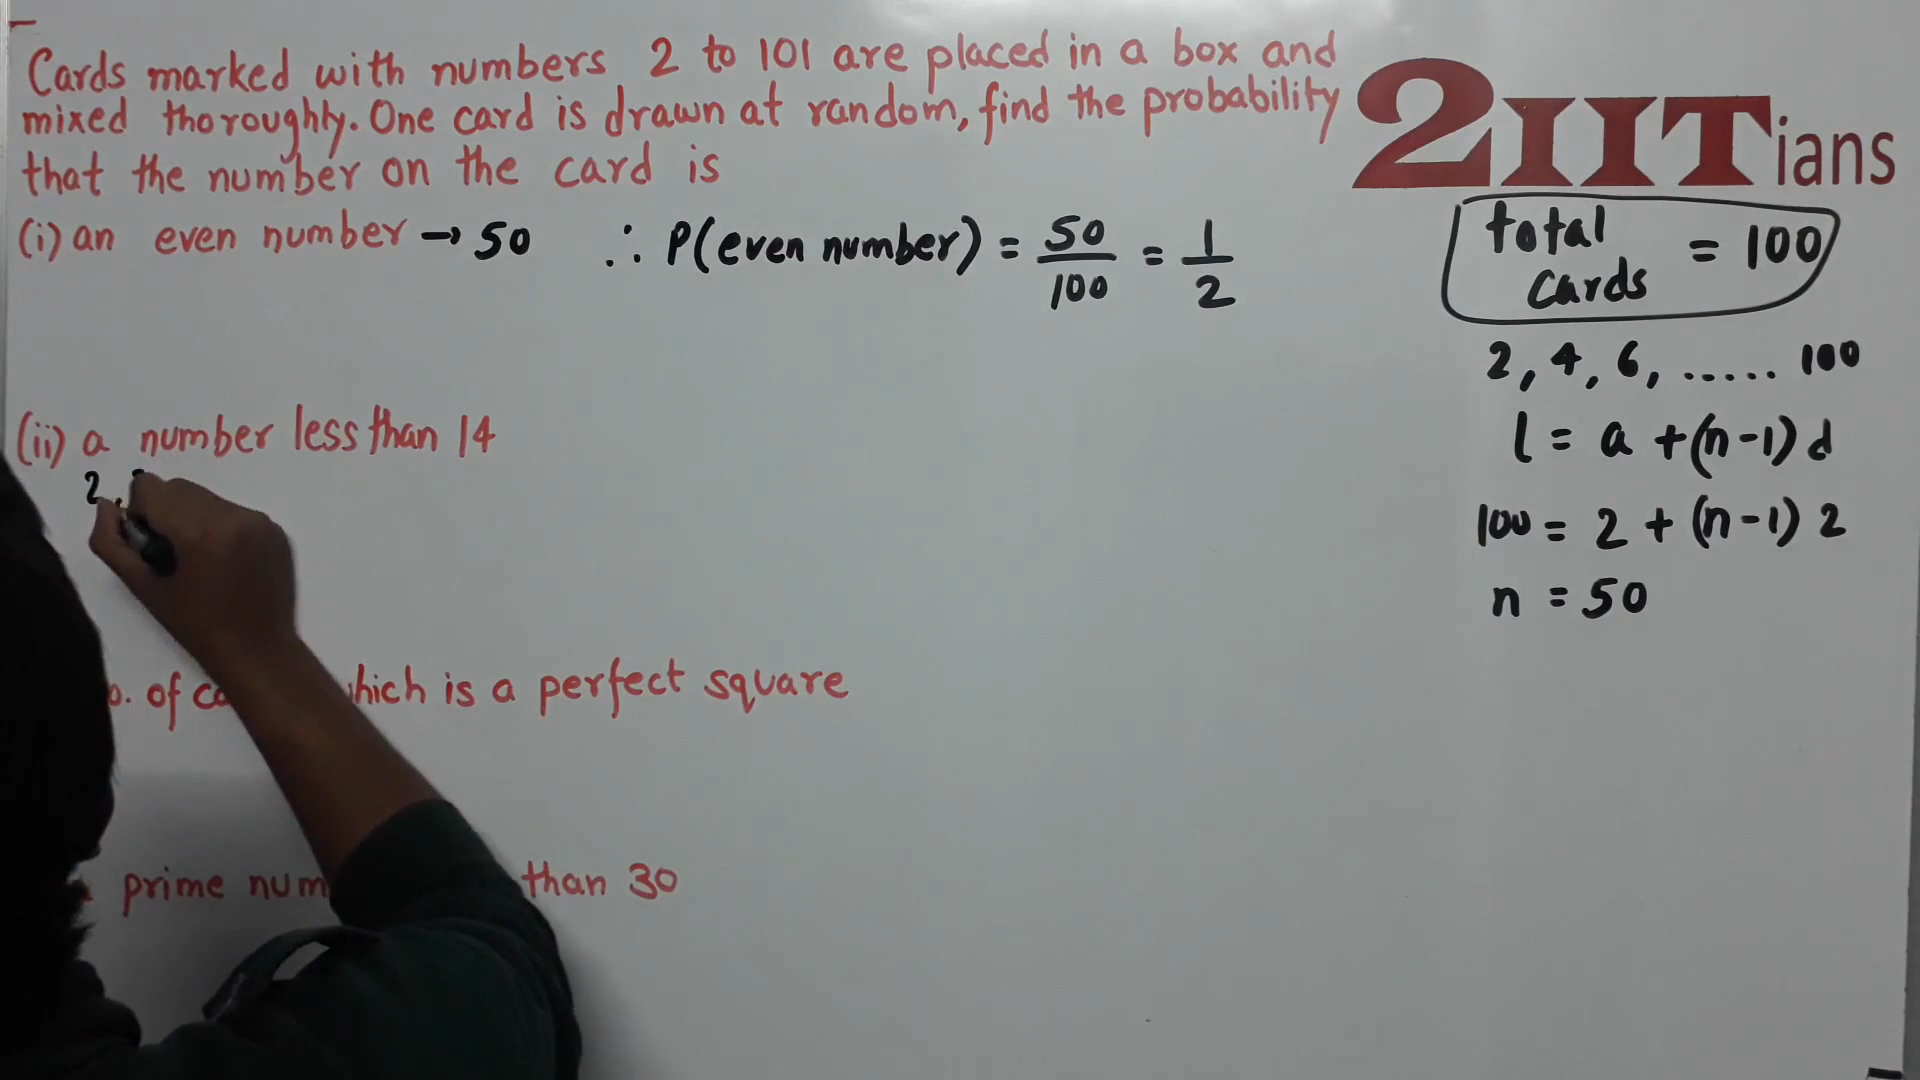 Cards marked with numbers 2 to 101 are placed in a box and
mixed thoroughly. One card is drawn at random, find the probability
that the number on the card is
(i) an even number → 50 ∴ P(even number) = 50/100 = 1/2
(ii) a number less than 14
2,
of which is a perfect square
prime than 30
2IITians
total cards = 100
2, 4, 6, ..... 100
l = a + (n-1) d
100 = 2 + (n-1) 2
n = 50